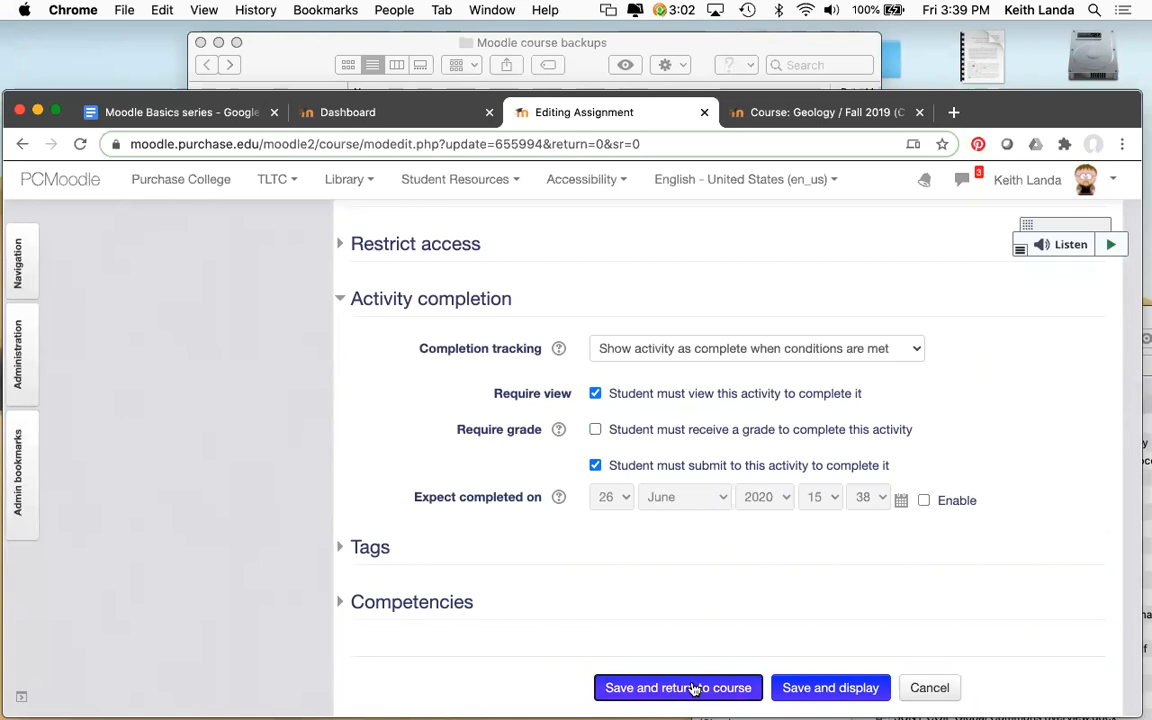 Chrome File Edit View History Bookmarks People Tab Window Help 3:02 100% Fri 3:39 PM Keith Landa
Moodle course backups
Search
Moodle Basics series - Google Dashboard Editing Assignment Course: Geology / Fall 2019 (C
moodle.purchase.edu/moodle2/course/modedit.php?update=655994&return=0&sr=0
PCMoodle Purchase College TLTC Library Student Resources Accessibility English - United States (en_us) 3 Keith Landa
Navigation
Administration
Admin bookmarks
Listen
Restrict access
Activity completion
Completion tracking ? Show activity as complete when conditions are met
Require view Student must view this activity to complete it
Require grade ? Student must receive a grade to complete this activity
Student must submit to this activity to complete it
Expect completed on ? 26 June 2020 15 38 Enable
Tags
Competencies
Save and return to course Save and display Cancel